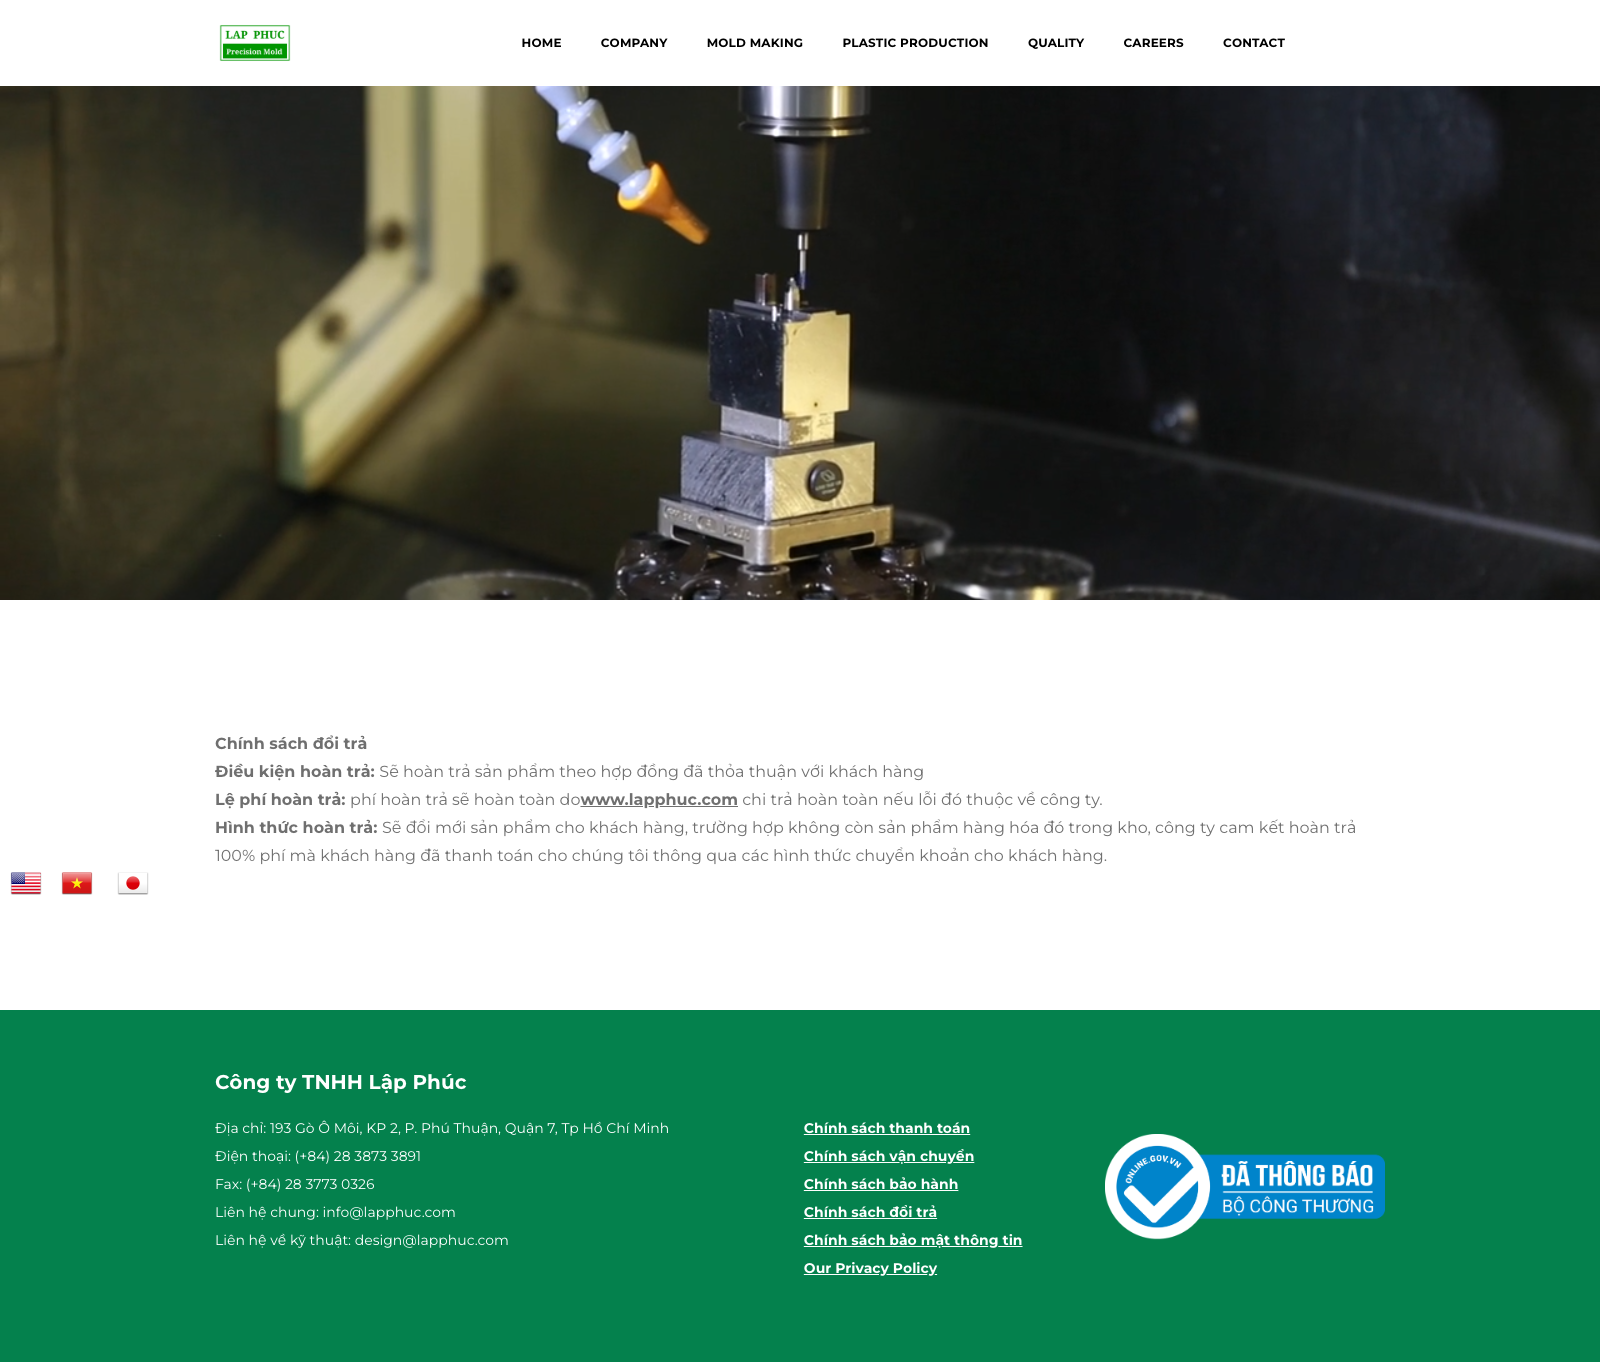 LAP PHUC
Precision Mold
HOME
COMPANY
MOLD MAKING
PLASTIC PRODUCTION
QUALITY
CAREERS
CONTACT
Chính sách đổi trả
Điều kiện hoàn trả: Sẽ hoàn trả sản phẩm theo hợp đồng đã thỏa thuận với khách hàng
Lệ phí hoàn trả: phí hoàn trả sẽ hoàn toàn dowww.lapphuc.com chi trả hoàn toàn nếu lỗi đó thuộc về công ty.
Hình thức hoàn trả: Sẽ đổi mới sản phẩm cho khách hàng, trường hợp không còn sản phẩm hàng hóa đó trong kho, công ty cam kết hoàn trả
100% phí mà khách hàng đã thanh toán cho chúng tôi thông qua các hình thức chuyển khoản cho khách hàng.
Công ty TNHH Lập Phúc
Địa chỉ: 193 Gò Ô Môi, KP 2, P. Phú Thuận, Quận 7, Tp Hồ Chí Minh
Điện thoại: (+84) 28 3873 3891
Fax: (+84) 28 3773 0326
Liên hệ chung: info@lapphuc.com
Liên hệ về kỹ thuật: design@lapphuc.com
Chính sách thanh toán
Chính sách vận chuyển
Chính sách bảo hành
Chính sách đổi trả
Chính sách bảo mật thông tin
Our Privacy Policy
ONLINE.GOV.VN
ĐÃ THÔNG BÁO
BỘ CÔNG THƯƠNG